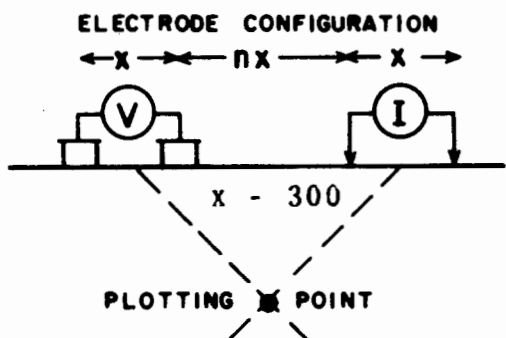 ELECTRODE CONFIGURATION
x nx x
V I
x - 300
PLOTTING POINT